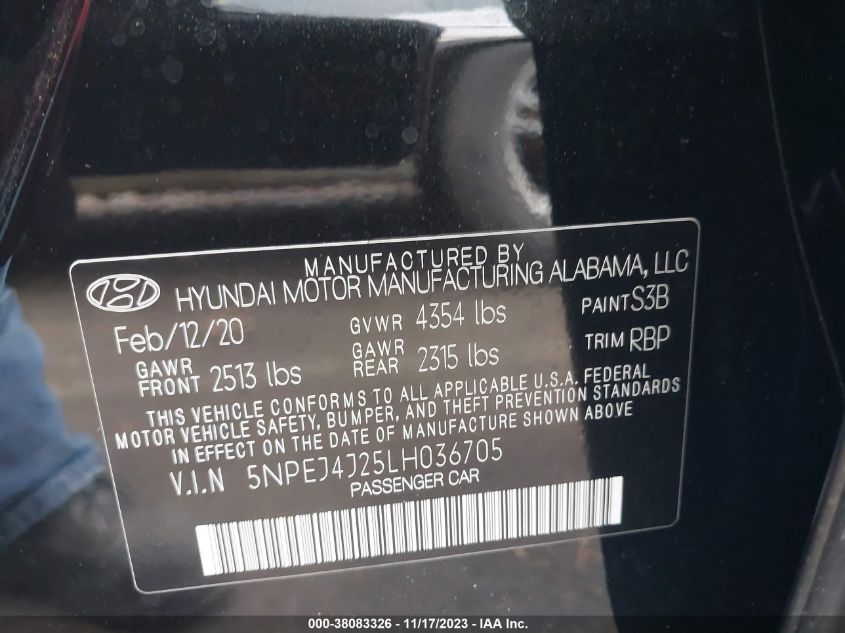 MANUFACTURED BY
HYUNDAI MOTOR MANUFACTURING ALABAMA, LLC
Feb/12/20 GVWR 4354 lbs PAINT S3B
GAWR FRONT 2513 lbs GAWR REAR 2315 lbs TRIM RBP
THIS VEHICLE CONFORMS TO ALL APPLICABLE U.S.A. FEDERAL
MOTOR VEHICLE SAFETY, BUMPER, AND THEFT PREVENTION STANDARDS
IN EFFECT ON THE DATE OF MANUFACTURE SHOWN ABOVE
V.I.N 5NPEJ4J25LH036705
PASSENGER CAR
000-38083326 - 11/17/2023 - IAA Inc.